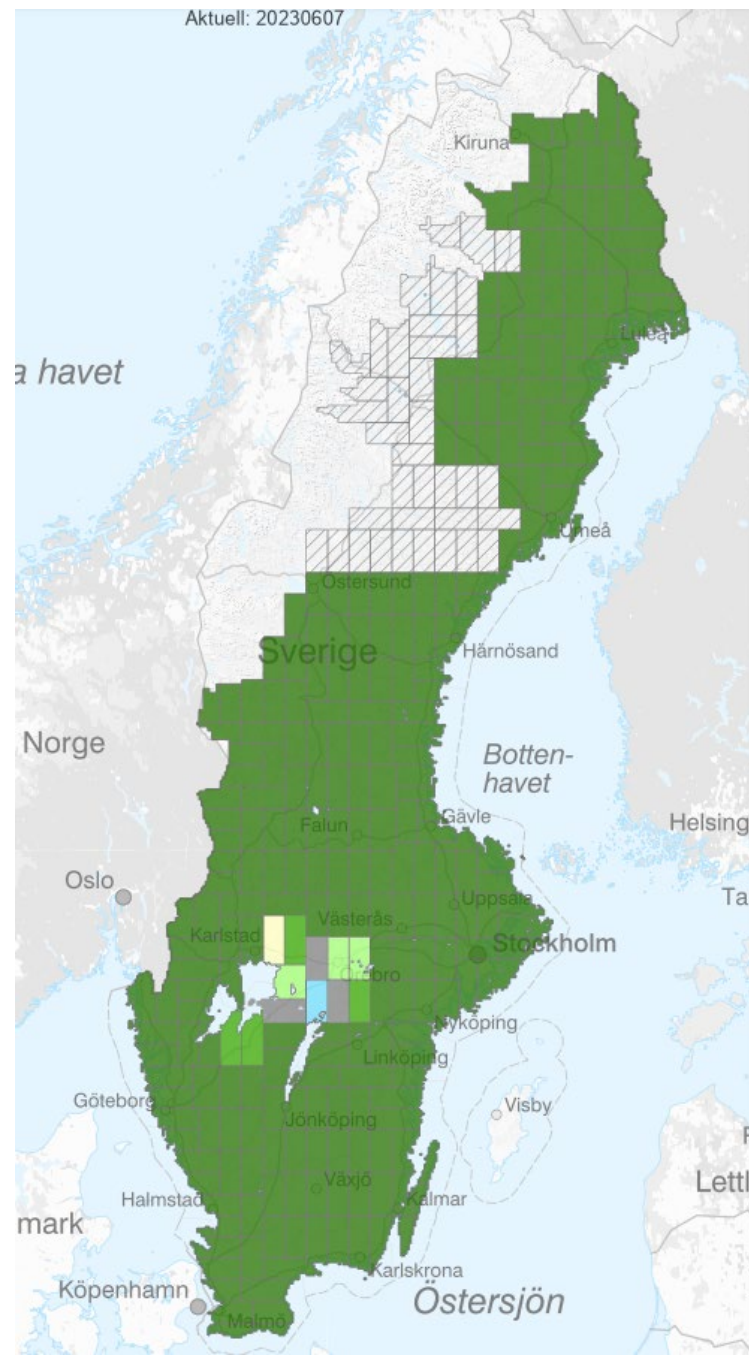 Aktuell: 20230607
Kiruna
Luleå
a havet
Umeå
Östersund
Sverige
Härnösand
Norge
Botten-
havet
Falun
Gävle
Helsing
Oslo
Ta
Uppsala
Västerås
Karlstad
Stockholm
Örebro
Nyköping
Linköping
Göteborg
Jönköping
Visby
Växjö
Lettl
Halmstad
Kalmar
mark
Karlskrona
Köpenhamn
Östersjön
Malmö